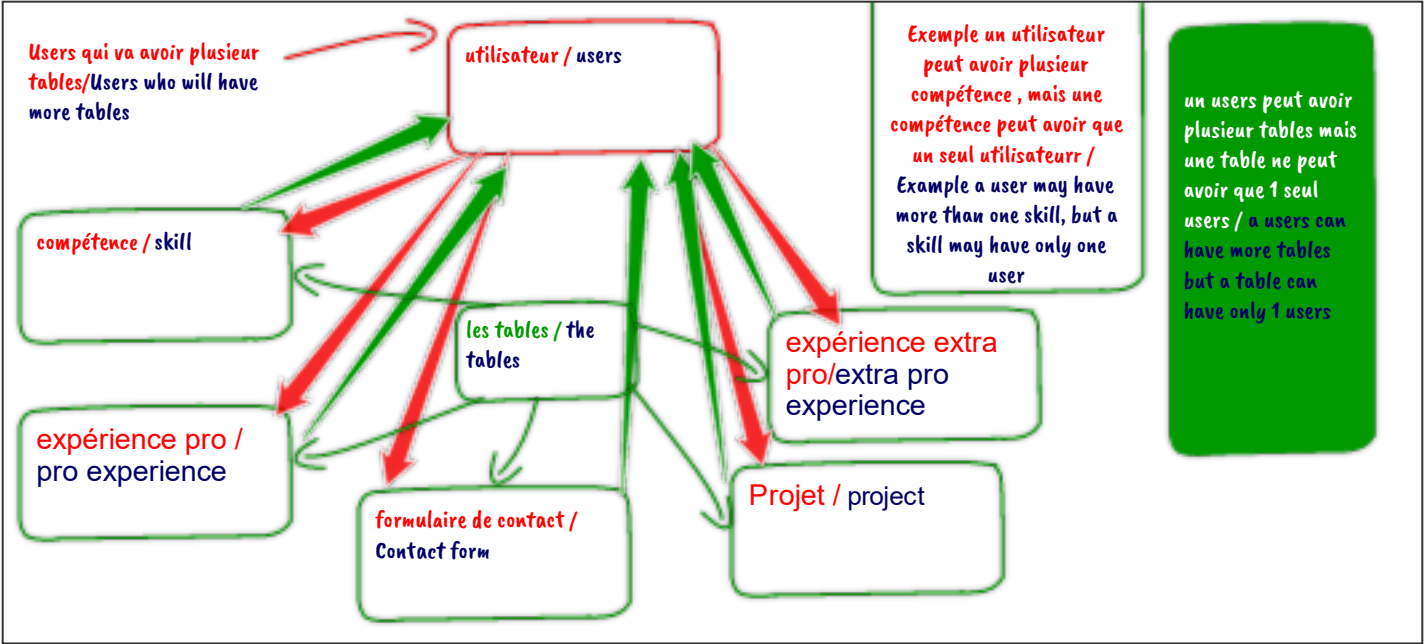 Users qui va avoir plusieur
tables/Users who will have
more tables
utilisateur / users
Exemple un utilisateur
peut avoir plusieur
compétence , mais une
compétence peut avoir que
un seul utilisateurr /
Example a user may have
more than one skill, but a
skill may have only one
user
un users peut avoir
plusieur tables mais
une table ne peut
avoir que 1 seul
users / a users can
have more tables
but a table can
have only 1 users
compétence / skill
les tables / the
tables
expérience extra
pro/extra pro
experience
expérience pro /
pro experience
formulaire de contact /
Contact form
Projet / project